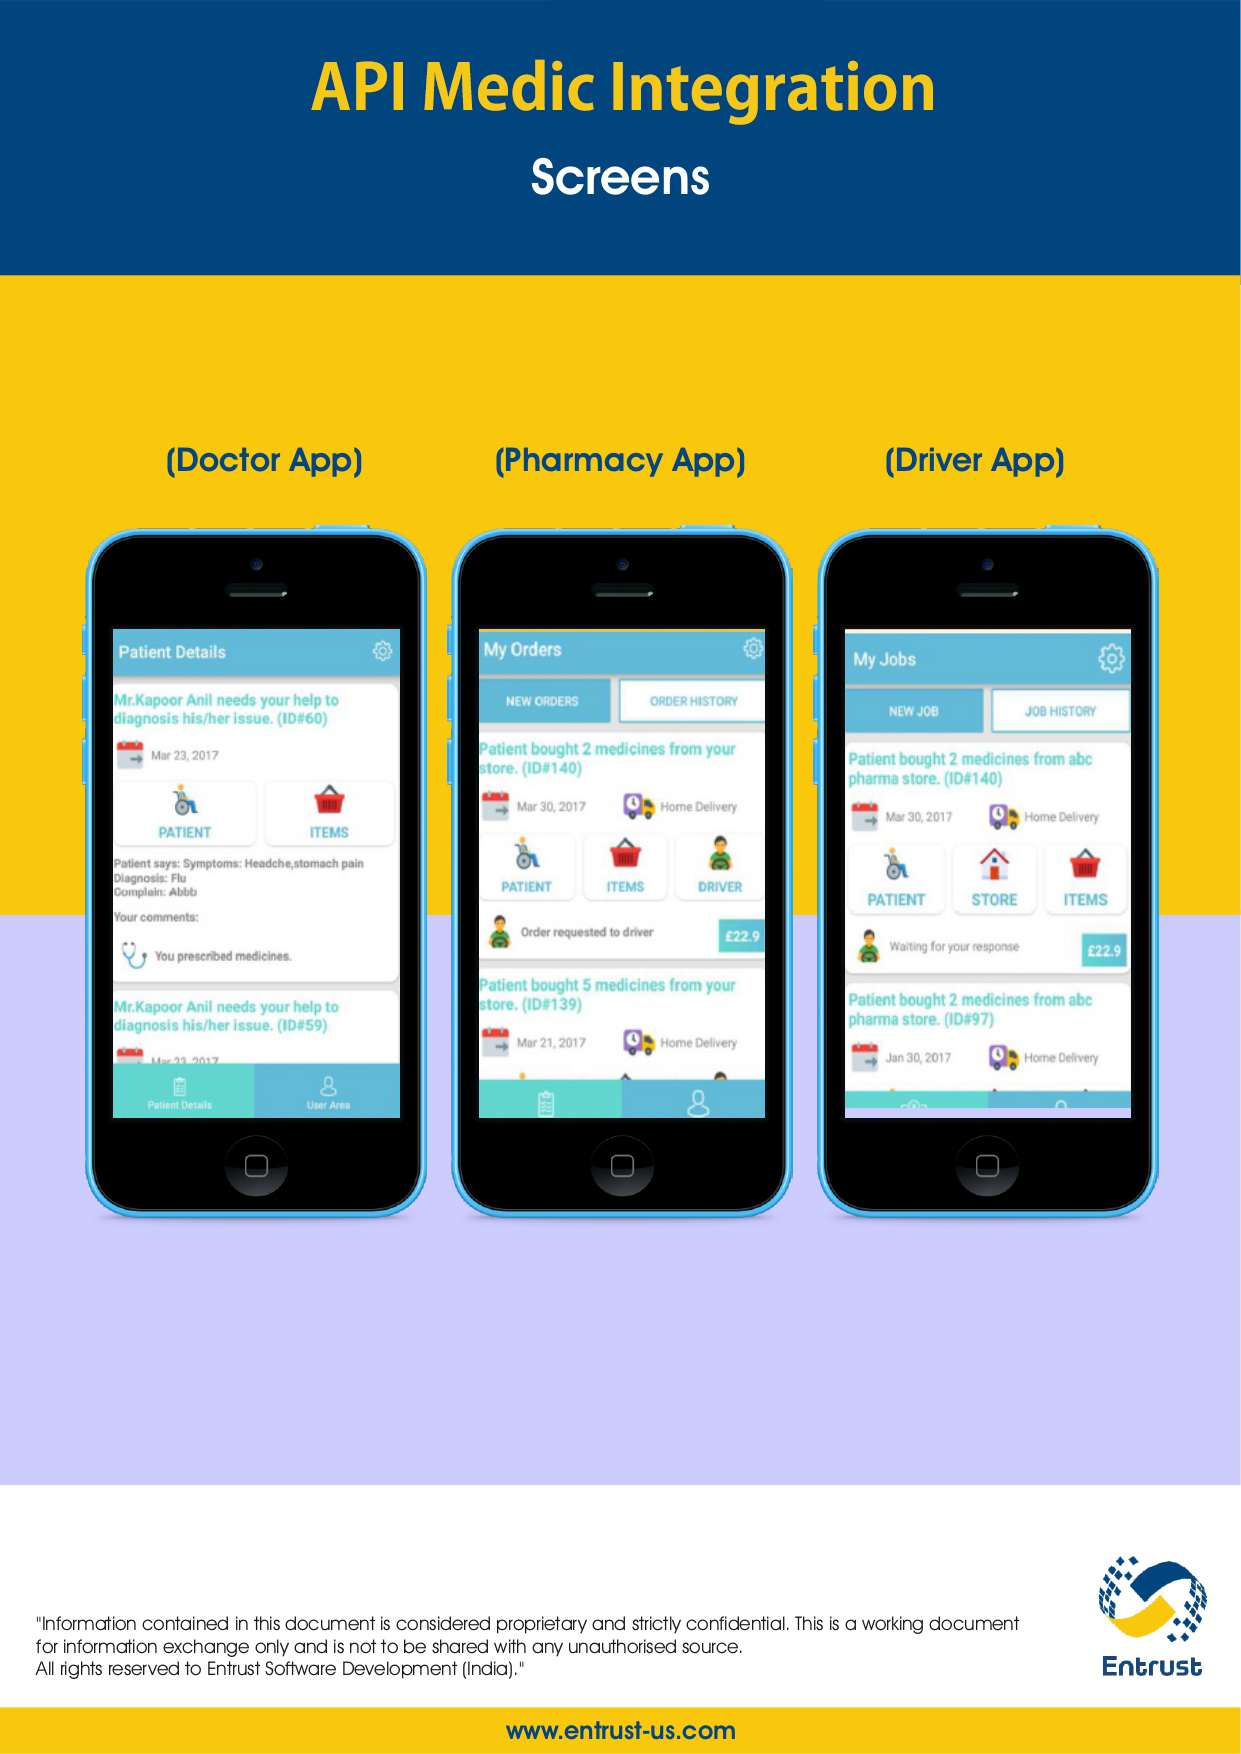 API Medic Integration
Screens
(Doctor App)
(Pharmacy App)
(Driver App)
Patient Details
Mr.Kapoor Anil needs your help to
diagnosis his/her issue. (ID#60)
Mar 23, 2017
PATIENT
ITEMS
Patient says: Symptoms: Headche,stomach pain
Diagnosis: Flu
Complain: Abbb
Your comments:
You prescribed medicines.
Mr.Kapoor Anil needs your help to
diagnosis his/her issue. (ID#59)
Mar 23, 2017
Patient Details
User Area
My Orders
NEW ORDERS
ORDER HISTORY
Patient bought 2 medicines from your
store. (ID#140)
Mar 30, 2017
Home Delivery
PATIENT
ITEMS
DRIVER
Order requested to driver
£22.9
Patient bought 5 medicines from your
store. (ID#139)
Mar 21, 2017
Home Delivery
My Jobs
NEW JOB
JOB HISTORY
Patient bought 2 medicines from abc
pharma store. (ID#140)
Mar 30, 2017
Home Delivery
PATIENT
STORE
ITEMS
Waiting for your response
£22.9
Patient bought 2 medicines from abc
pharma store. (ID#97)
Jan 30, 2017
Home Delivery
"Information contained in this document is considered proprietary and strictly confidential. This is a working document
for information exchange only and is not to be shared with any unauthorised source.
All rights reserved to Entrust Software Development (India)."
Entrust
www.entrust-us.com